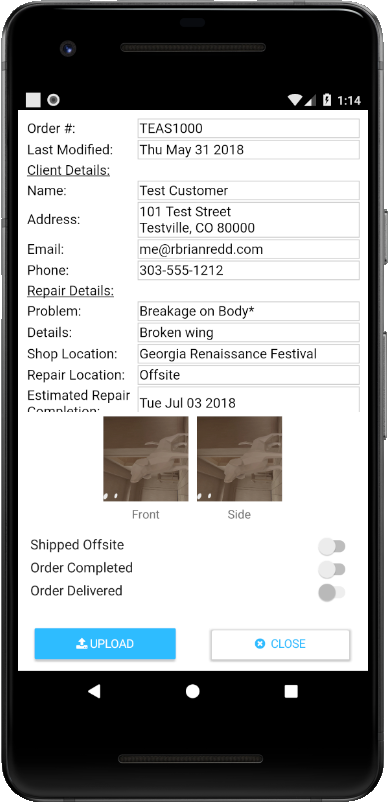 1:14
Order #: TEAS1000
Last Modified: Thu May 31 2018
Client Details:
Name: Test Customer
Address: 101 Test Street
Testville, CO 80000
Email: me@rbrianredd.com
Phone: 303-555-1212
Repair Details:
Problem: Breakage on Body*
Details: Broken wing
Shop Location: Georgia Renaissance Festival
Repair Location: Offsite
Estimated Repair
Completion: Tue Jul 03 2018
Front Side
Shipped Offsite
Order Completed
Order Delivered
UPLOAD CLOSE